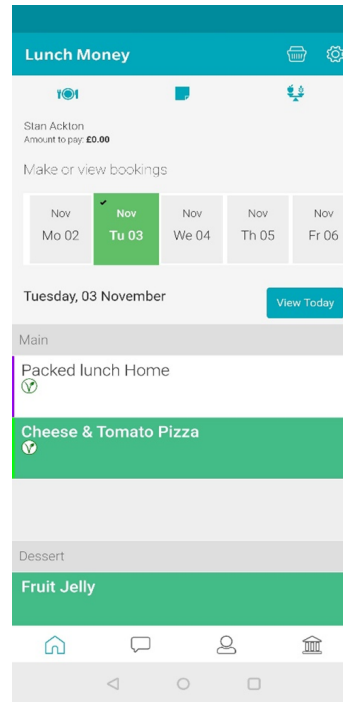 Lunch Money
Stan Ackton
Amount to pay: £0.00
Make or view bookings
Nov Nov Nov Nov Nov
Mo 02 Tu 03 We 04 Th 05 Fr 06
Tuesday, 03 November
View Today
Main
Packed lunch Home
V
Cheese & Tomato Pizza
V
Dessert
Fruit Jelly